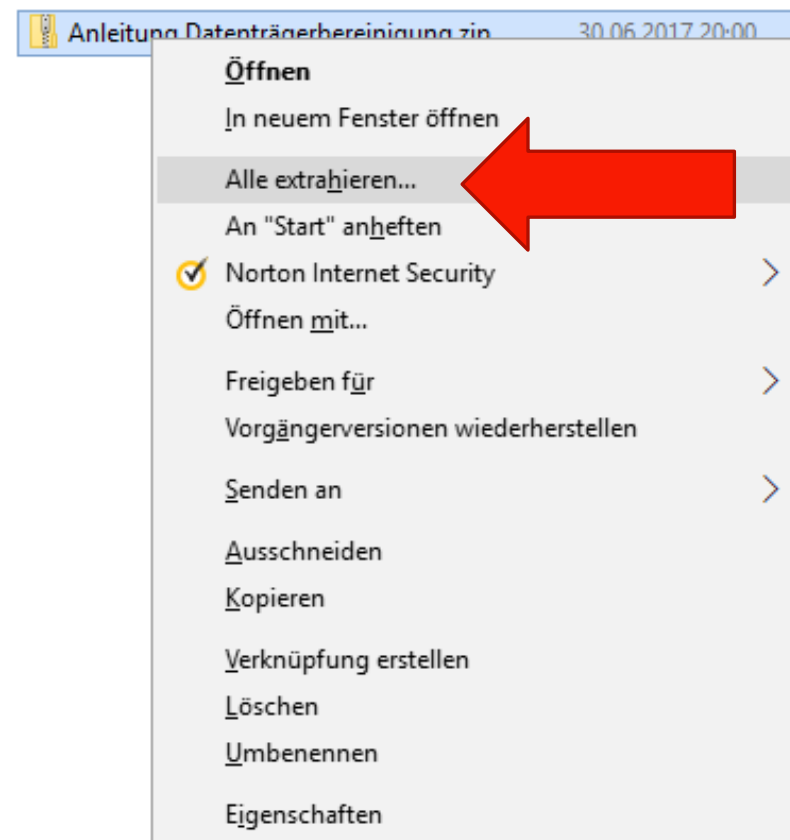 Anleitung Datenträgerbereinigung.zip 30.06.2017 20:00
Öffnen
In neuem Fenster öffnen
Alle extrahieren...
An "Start" anheften
Norton Internet Security
Öffnen mit...
Freigeben für
Vorgängerversionen wiederherstellen
Senden an
Ausschneiden
Kopieren
Verknüpfung erstellen
Löschen
Umbenennen
Eigenschaften